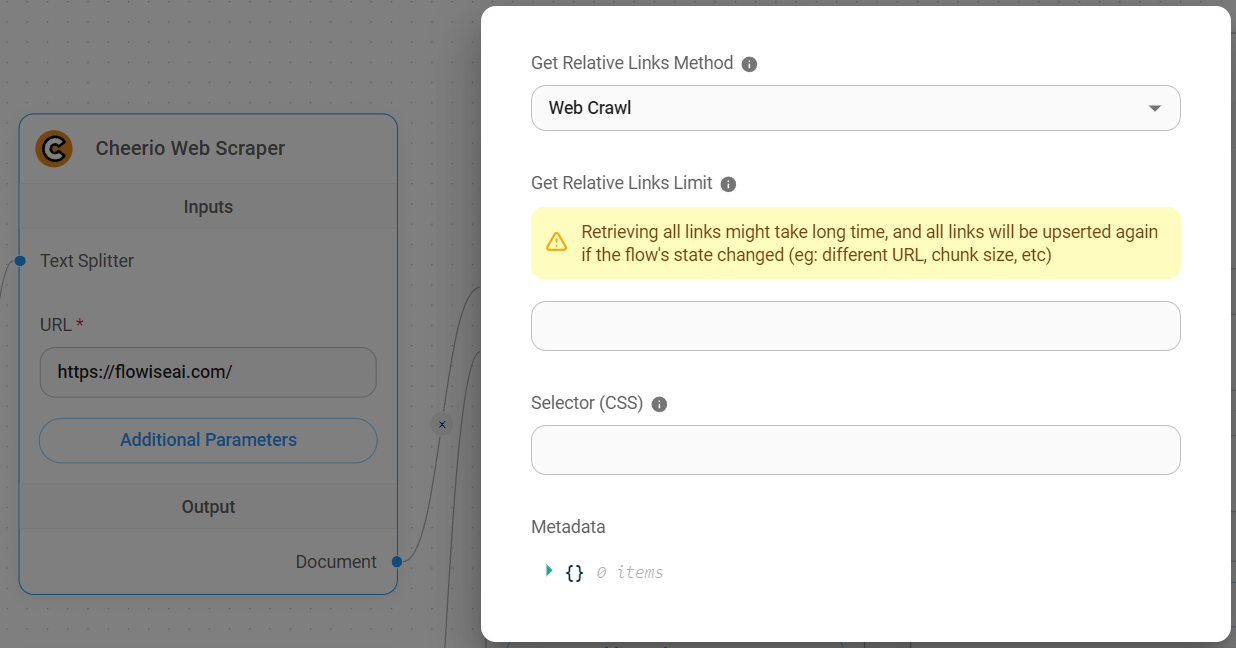 Cheerio Web Scraper
Inputs
Text Splitter
URL *
https://flowiseai.com/
Additional Parameters
Output
Document
Get Relative Links Method
Web Crawl
Get Relative Links Limit
Retrieving all links might take long time, and all links will be upserted again
if the flow's state changed (eg: different URL, chunk size, etc)
Selector (CSS)
Metadata
{} 0 items